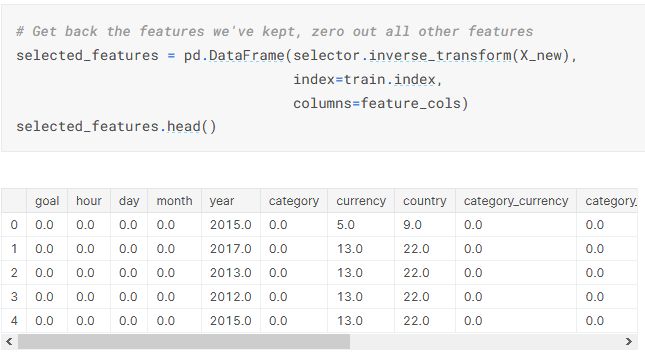 # Get back the features we've kept, zero out all other features
selected_features = pd.DataFrame(selector.inverse_transform(X_new),
index=train.index,
columns=feature_cols)
selected_features.head()
goal hour day month year category currency country category_currency category_
0 0.0 0.0 0.0 0.0 2015.0 0.0 5.0 9.0 0.0 0.0
1 0.0 0.0 0.0 0.0 2017.0 0.0 13.0 22.0 0.0 0.0
2 0.0 0.0 0.0 0.0 2013.0 0.0 13.0 22.0 0.0 0.0
3 0.0 0.0 0.0 0.0 2012.0 0.0 13.0 22.0 0.0 0.0
4 0.0 0.0 0.0 0.0 2015.0 0.0 13.0 22.0 0.0 0.0